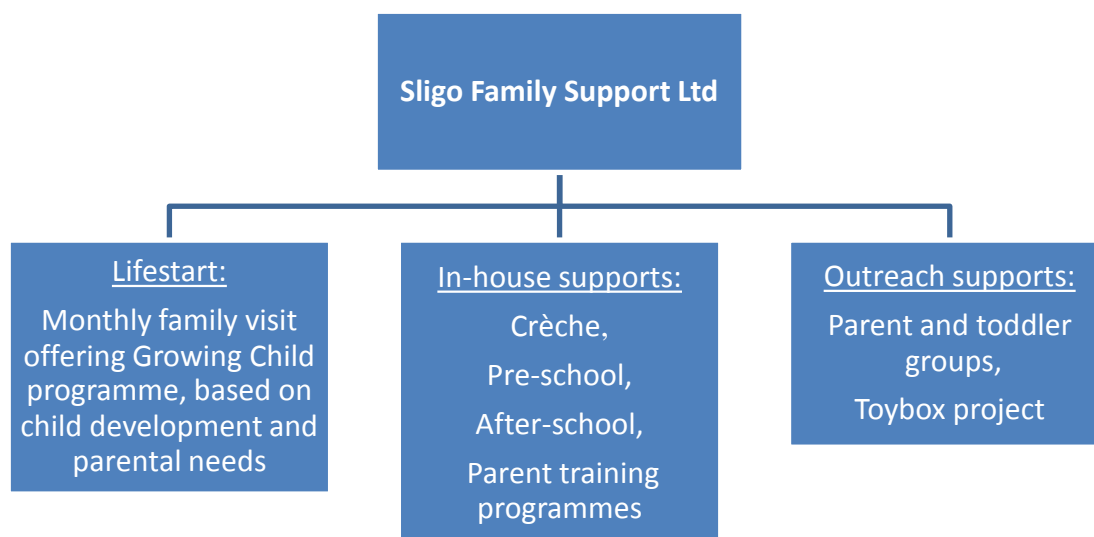 Sligo Family Support Ltd
Lifestart:
Monthly family visit
offering Growing Child
programme, based on
child development and
parental needs
In-house supports:
Crèche,
Pre-school,
After-school,
Parent training
programmes
Outreach supports:
Parent and toddler
groups,
Toybox project